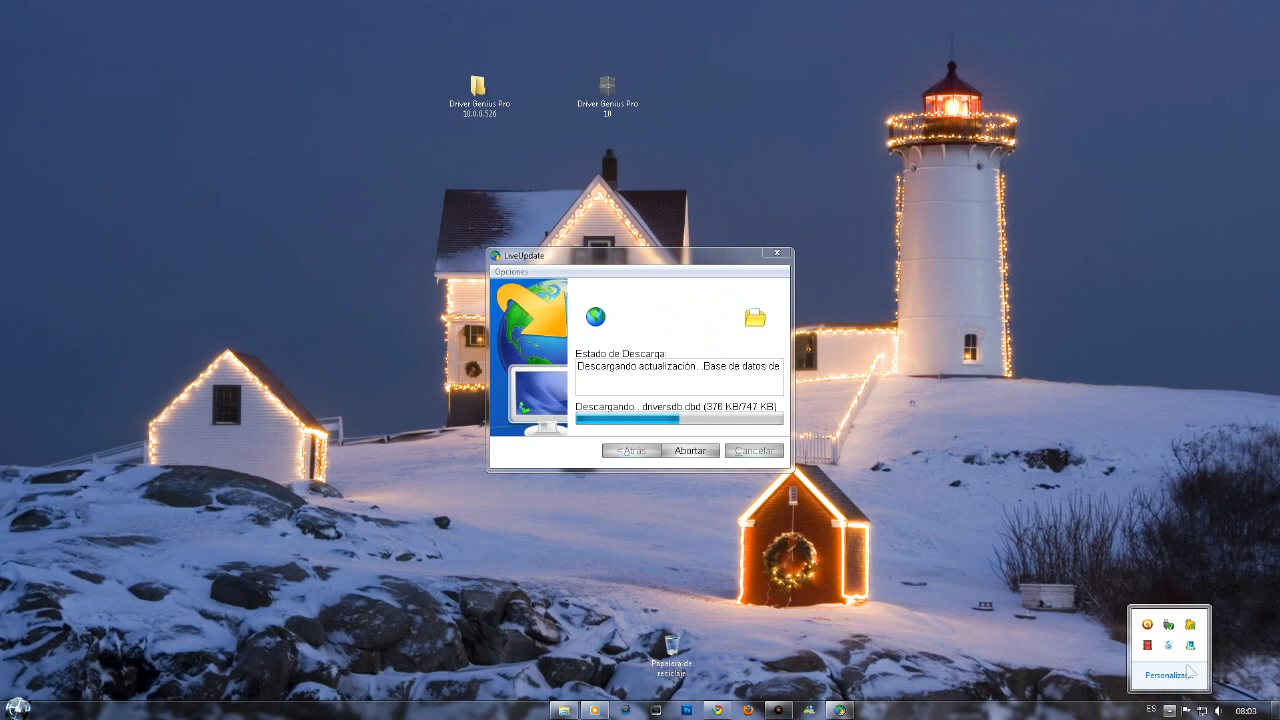 Driver Genius Pro
10.0.0.526
Driver Genius Pro
10
LiveUpdate
Opciones
Estado de Descarga:
Descargando actualización ..Base de datos de
Descargando...driversdb.dbd (376 KB/747 KB)
<Atrás
Abortar
Cancelar
Papelera de
reciclaje
Personalizar...
ES
08:03